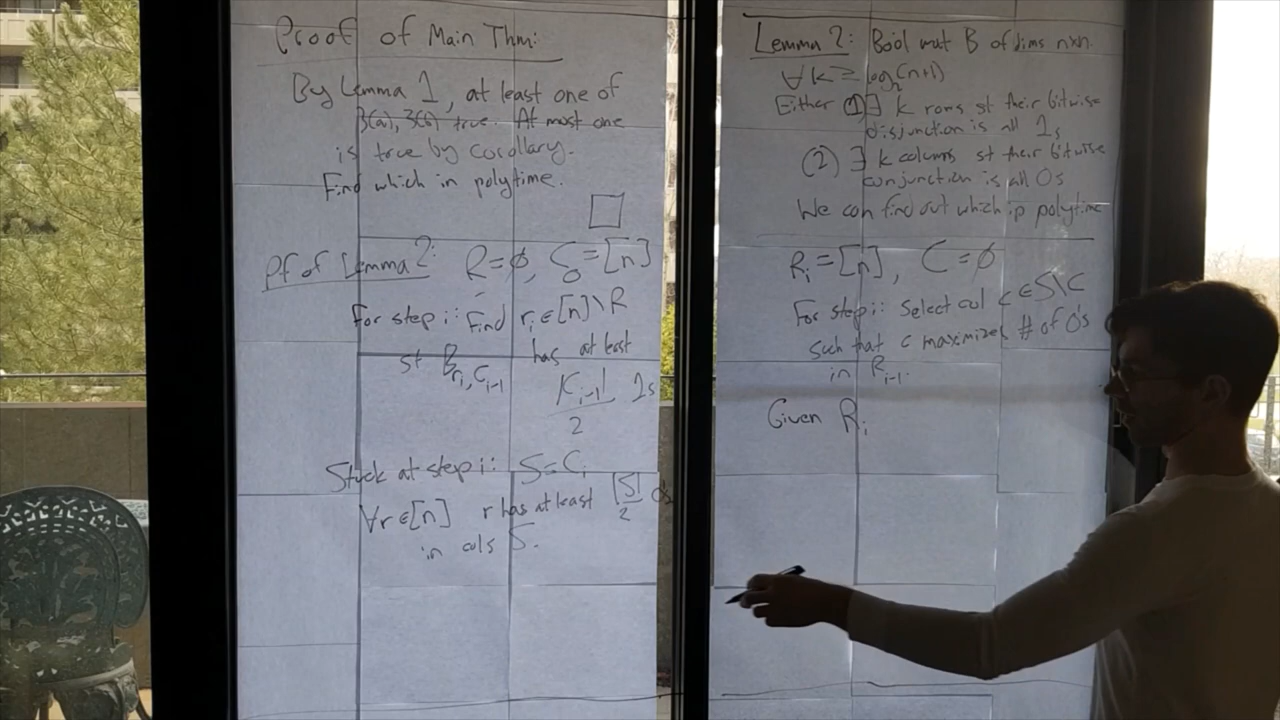 Proof of Main Thm:
By Lemma 1, at least one of
3(a), 3(b) true. At most one
is true by corollary.
Find which in polytime.
Pf of Lemma 2: R=∅, C₀=[n]
For step i: Find rᵢ∈[n]\R
st B_{rᵢ,Cᵢ₋₁} has at least
|Cᵢ₋₁|/2 1s
Stuck at step i: S=Cᵢ
∀r∈[n] r has at least |S|/2 0's
in cols S.
Lemma 2: Bool mat B of dims n×n.
∀k≥log₂(n+1)
Either (1) ∃ k rows st their bitwise
disjunction is all 1s
(2) ∃ k columns st their bitwise
conjunction is all 0s
We can find out which in polytime
Rᵢ=[n], C=∅
For step i: Select col c∈S\C
such that c maximizes # of 0's
in Rᵢ₋₁.
Given Rᵢ